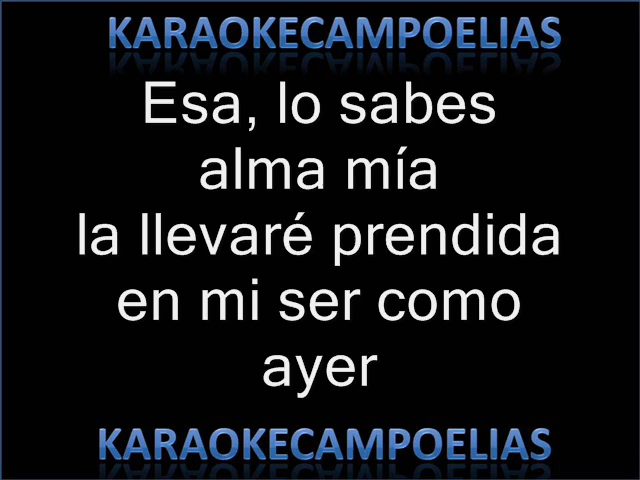 KARAOKECAMPOELIAS
Esa, lo sabes
alma mía
la llevaré prendida
en mi ser como
ayer
KARAOKECAMPOELIAS